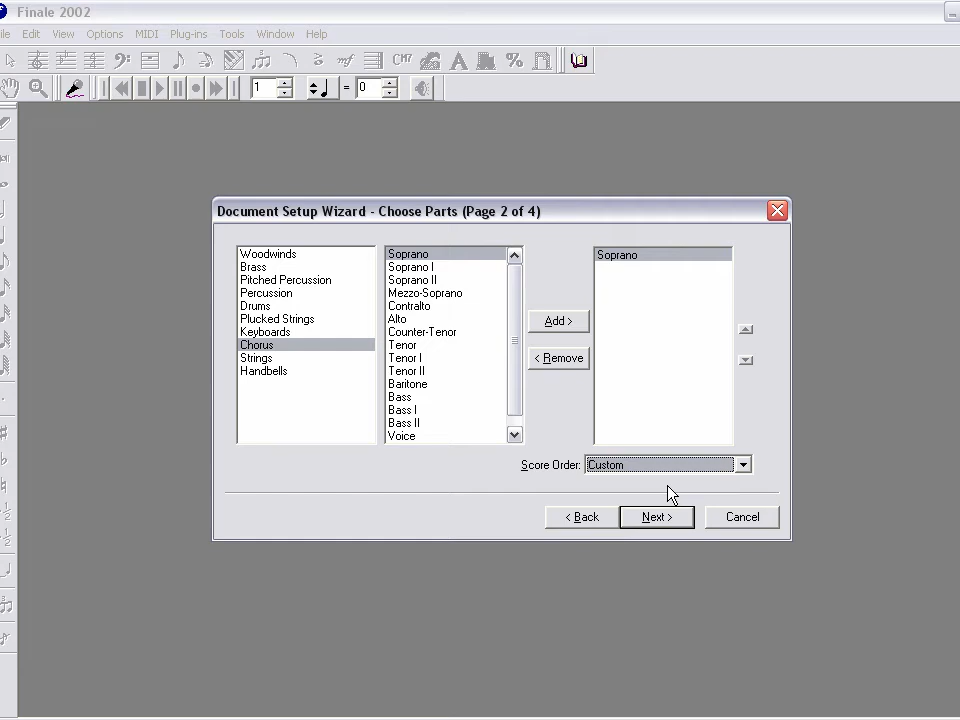 Finale 2002
ile Edit View Options MIDI Plug-ins Tools Window Help
mf CM7 A %
1 = 0
Document Setup Wizard - Choose Parts (Page 2 of 4)
Woodwinds
Brass
Pitched Percussion
Percussion
Drums
Plucked Strings
Keyboards
Chorus
Strings
Handbells
Soprano
Soprano I
Soprano II
Mezzo-Soprano
Contralto
Alto
Counter-Tenor
Tenor
Tenor I
Tenor II
Baritone
Bass
Bass I
Bass II
Voice
Add >
< Remove
Soprano
Score Order: Custom
< Back Next > Cancel